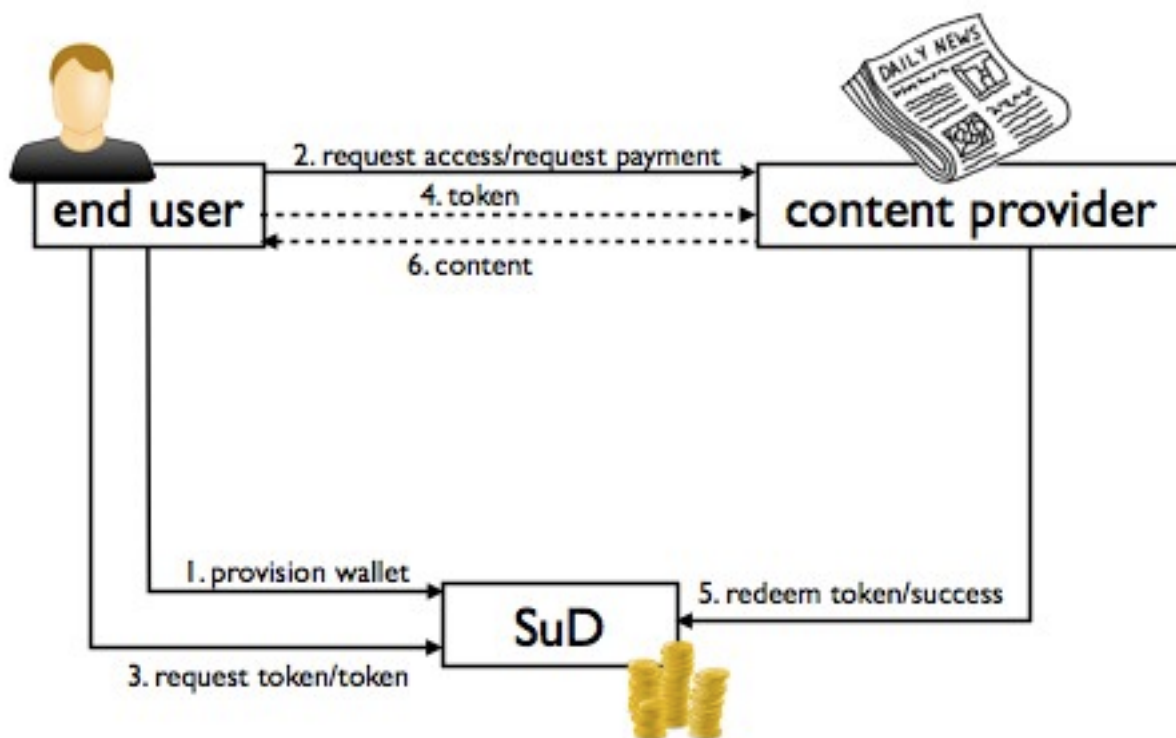 DAILY NEWS
2. request access/request payment
end user
4. token
content provider
6. content
1. provision wallet
SuD
5. redeem token/success
3. request token/token